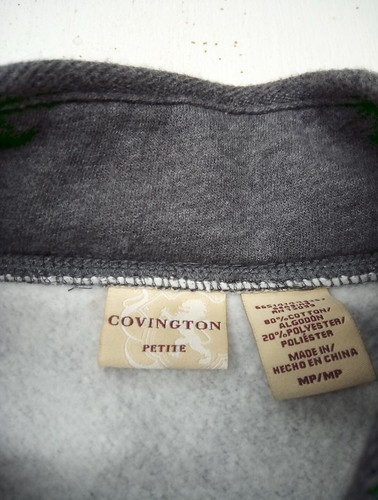 COVINGTON
PETITE
80%COTTON/
ALGODÓN
20%POLYESTER/
POLIÉSTER
MADE IN/
HECHO EN CHINA
MP/MP